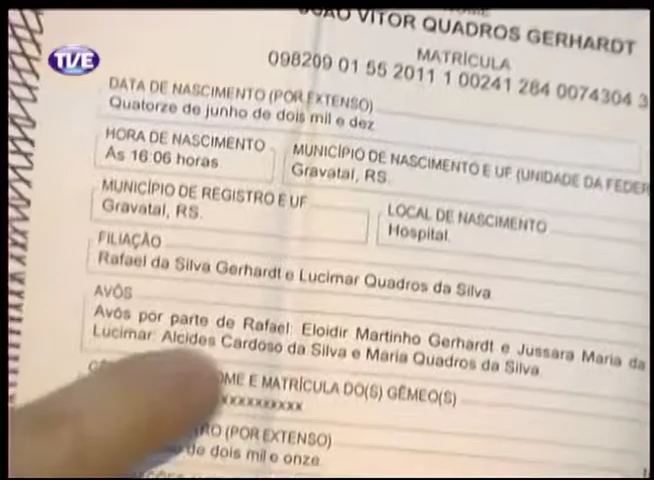 TVE
NOME
JOÃO VITOR QUADROS GERHARDT
MATRÍCULA
098209 01 55 2011 1 00241 284 0074304 3
DATA DE NASCIMENTO (POR EXTENSO)
Quatorze de junho de dois mil e dez
HORA DE NASCIMENTO
Às 16:06 horas
MUNICÍPIO DE NASCIMENTO E UF (UNIDADE DA FEDER
Gravataí, RS.
MUNICÍPIO DE REGISTRO E UF
Gravataí, RS.
LOCAL DE NASCIMENTO
Hospital.
FILIAÇÃO
Rafael da Silva Gerhardt e Lucimar Quadros da Silva
AVÓS
Avós por parte de Rafael: Eloidir Martinho Gerhardt e Jussara Maria da
Lucimar: Alcides Cardoso da Silva e Maria Quadros da Silva
OME E MATRÍCULA DO(S) GÊMEO(S)
xxxxxxxxxxx
TRO (POR EXTENSO)
de dois mil e onze